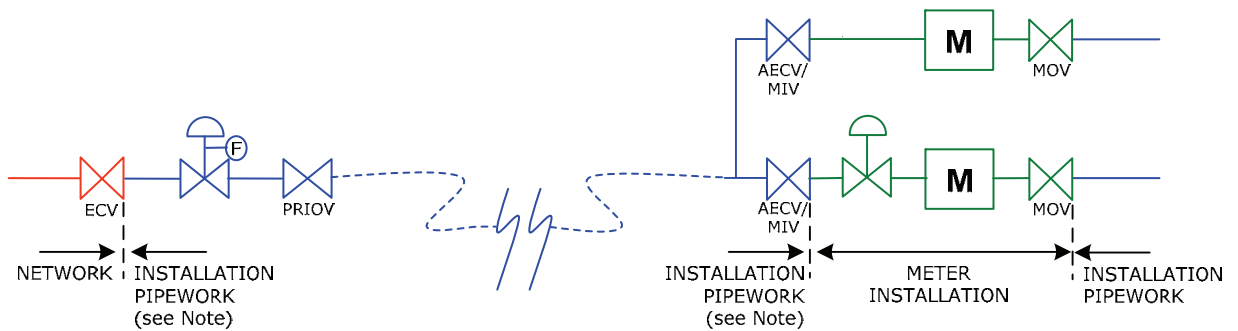 M
AECV/
MIV
MOV
F
ECV
PRIOV
AECV/
MIV
M
MOV
NETWORK
INSTALLATION
PIPEWORK
(see Note)
INSTALLATION
PIPEWORK
(see Note)
METER
INSTALLATION
INSTALLATION
PIPEWORK